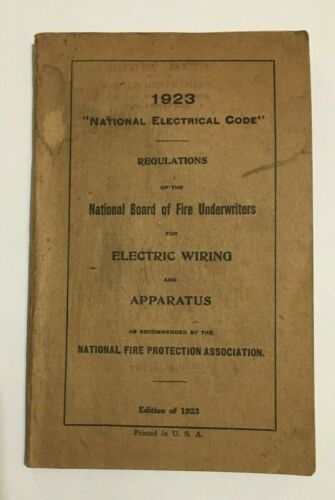 1923
"NATIONAL ELECTRICAL CODE"
REGULATIONS
OF THE
National Board of Fire Underwriters
FOR
ELECTRIC WIRING
AND
APPARATUS
AS RECOMMENDED BY THE
NATIONAL FIRE PROTECTION ASSOCIATION.
Edition of 1923
Printed in U. S. A.